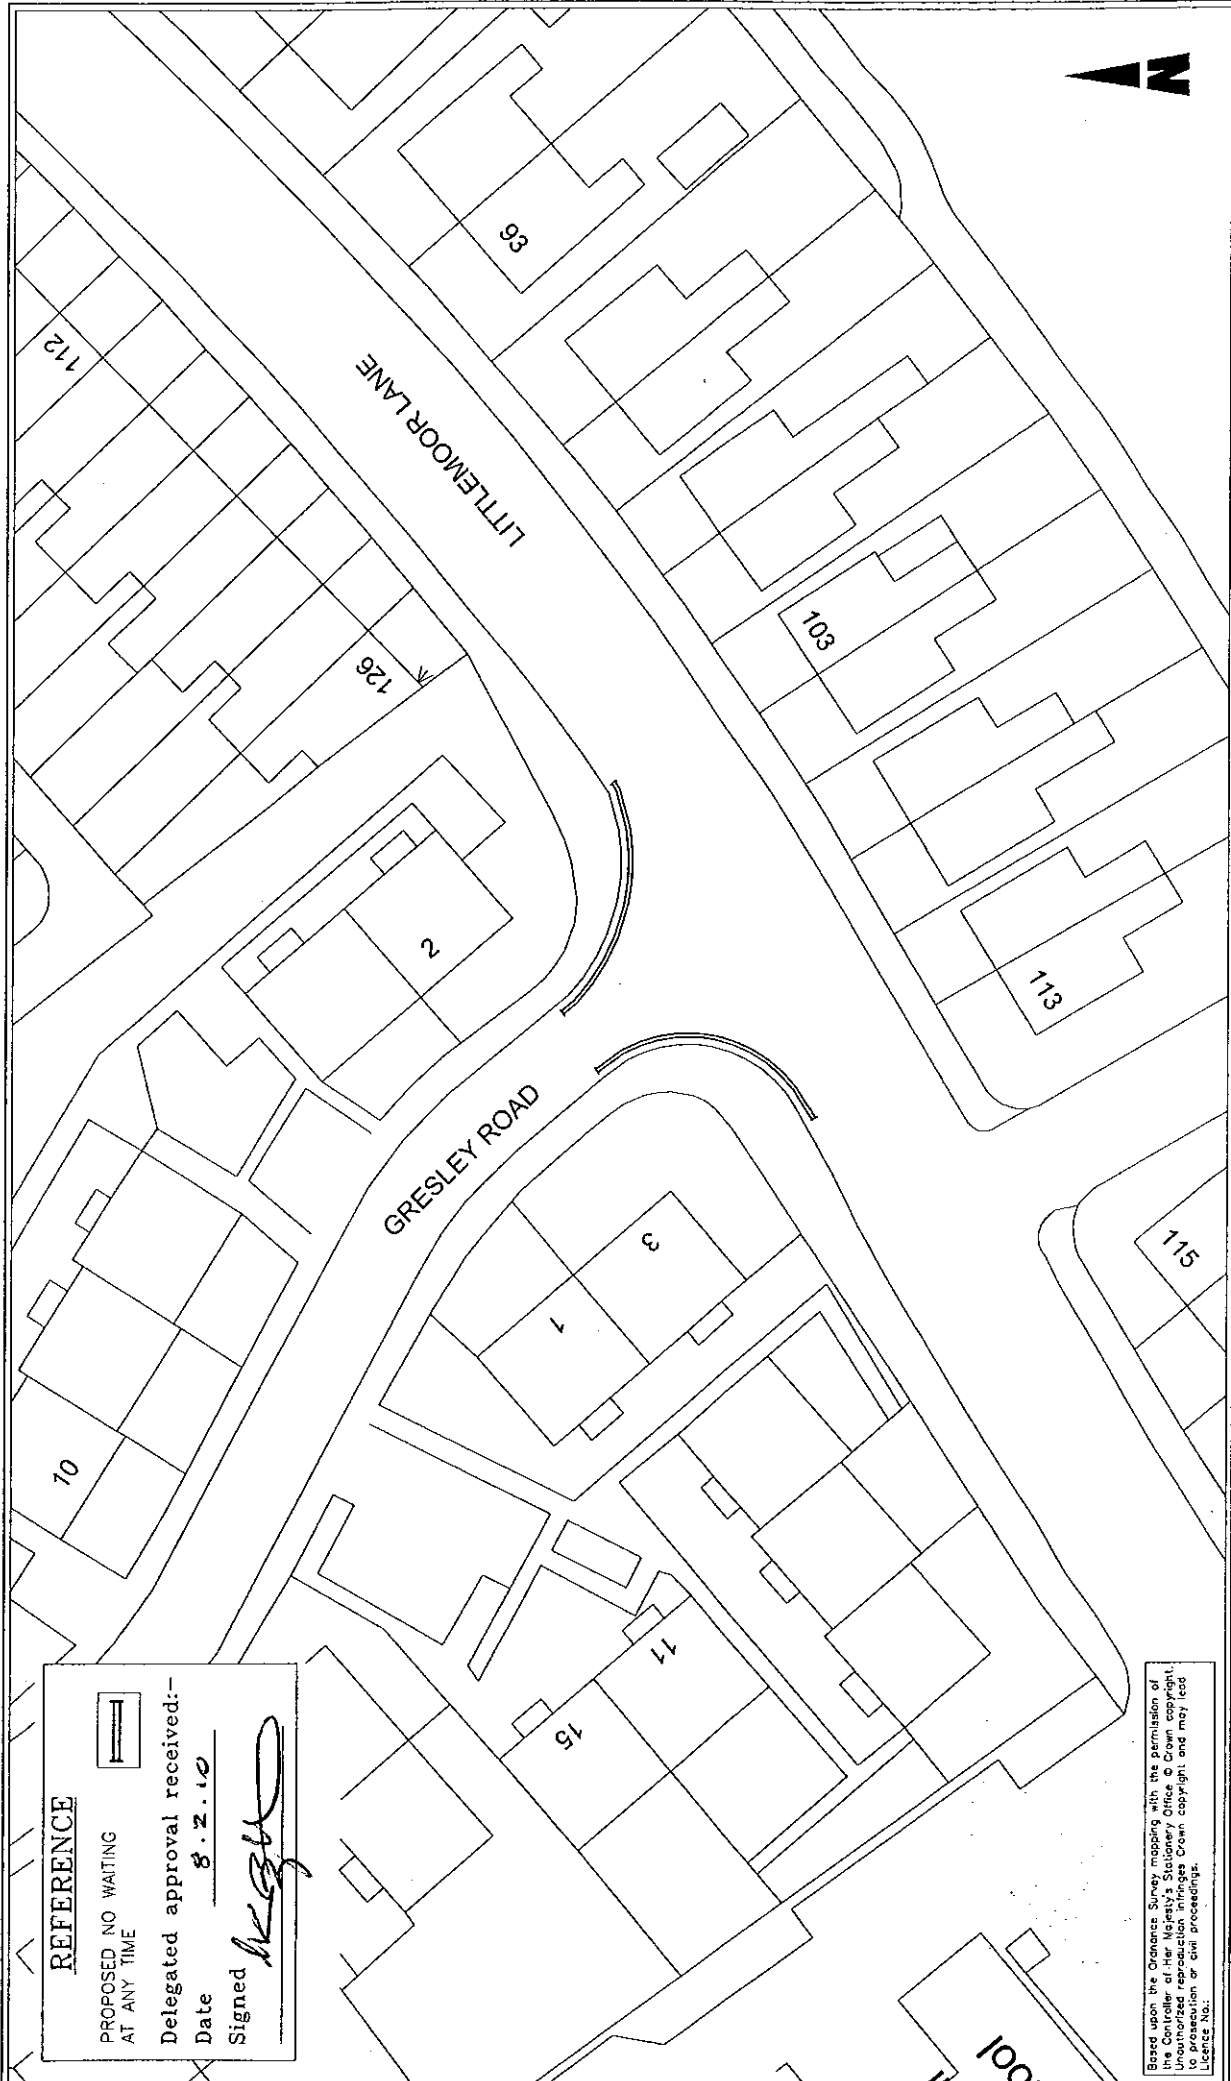 N
93
112
LITTLEMOOR LANE
126
103
2
113
GRESLEY ROAD
3
1
115
10
11
15
REFERENCE
PROPOSED NO WAITING
AT ANY TIME
Delegated approval received:-
Date 8.2.10
Signed
Based upon the Ordnance Survey mapping with the permission of
the Controller of Her Majesty's Stationery Office © Crown copyright.
Unauthorized reproduction infringes Crown copyright and may lead
to prosecution or civil proceedings.
Licence No.: